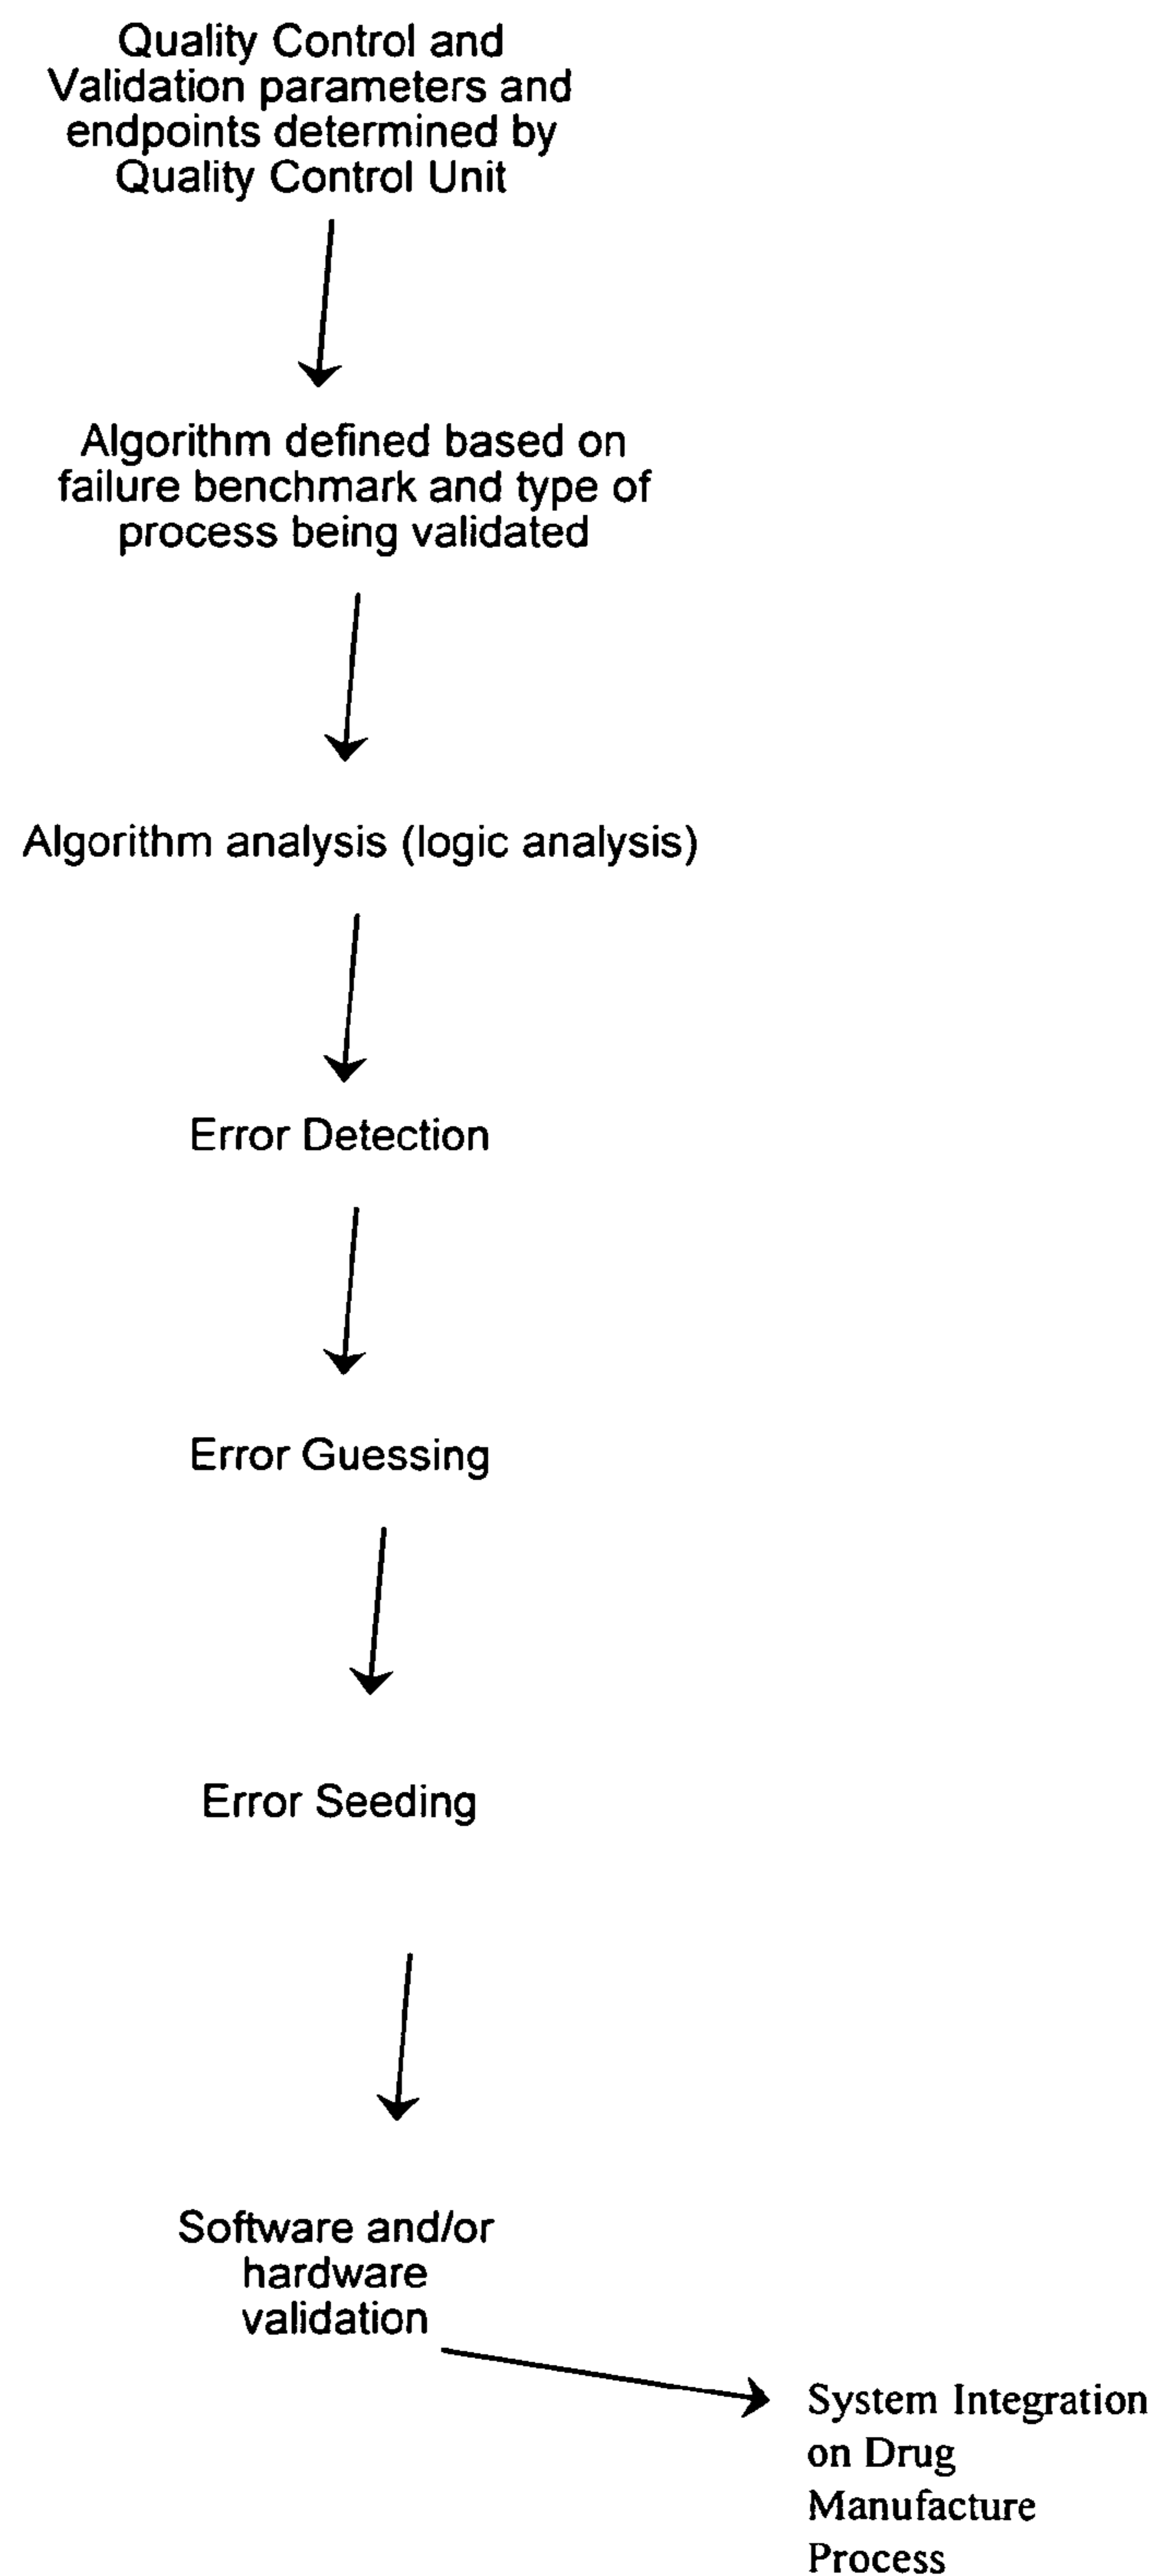 Quality Control and
Validation parameters and
endpoints determined by
Quality Control Unit
Algorithm defined based on
failure benchmark and type of
process being validated
Algorithm analysis (logic analysis)
Error Detection
Error Guessing
Error Seeding
Software and/or
hardware
validation
System Integration
on Drug
Manufacture
Process